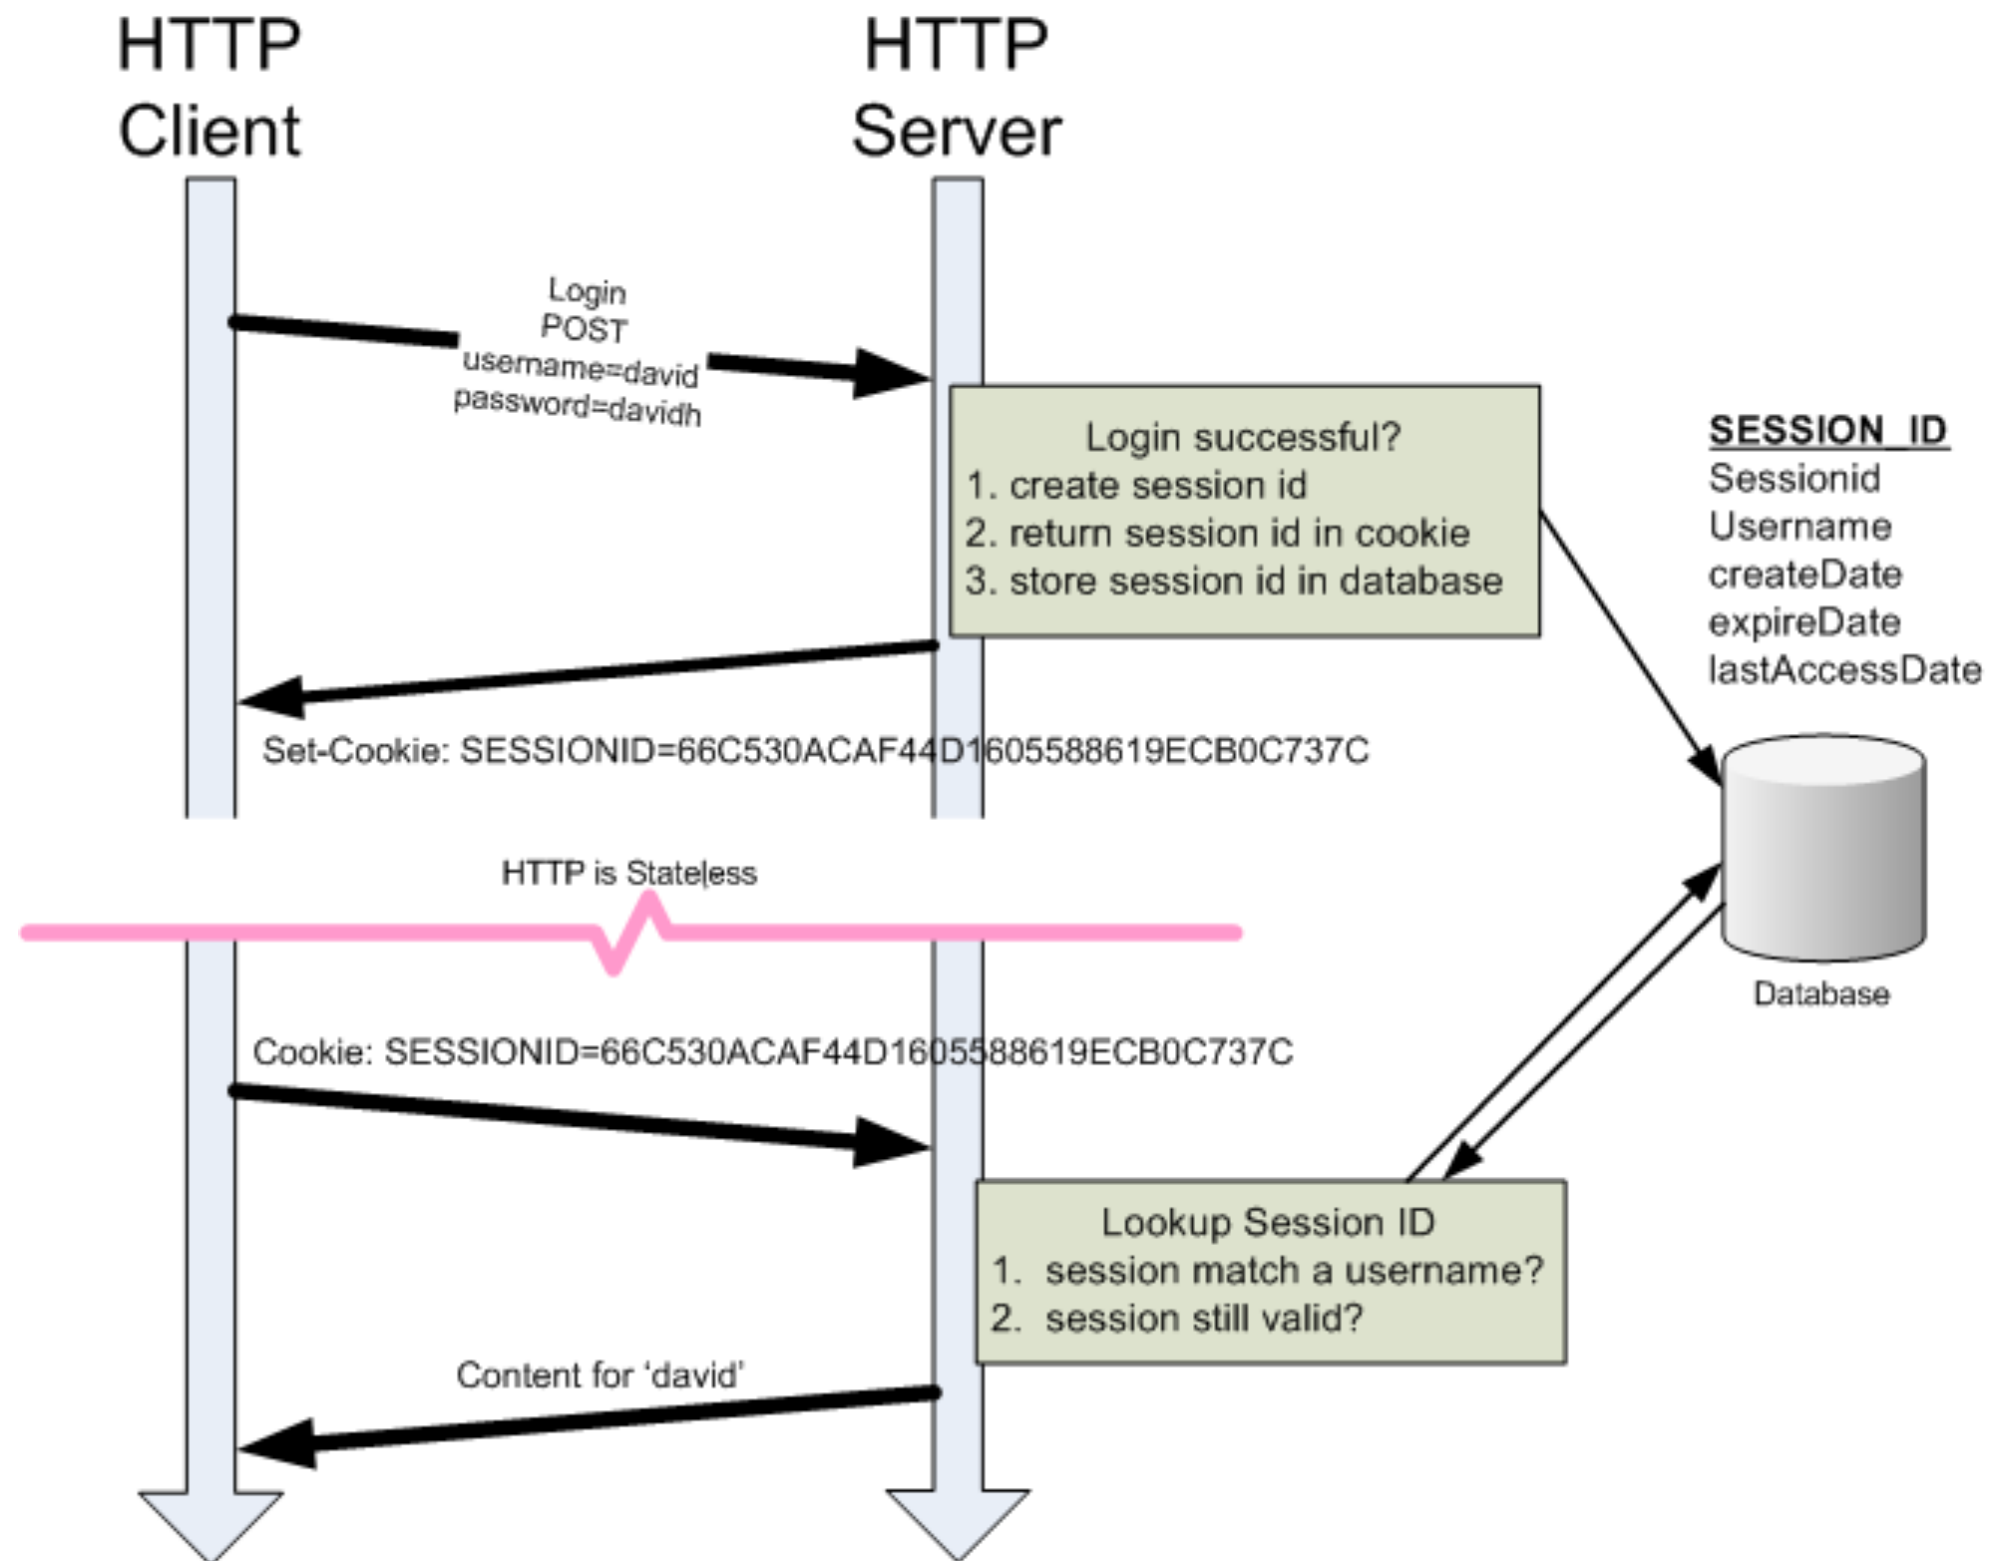 HTTP
Client
HTTP
Server
Login
POST
username=david
password=davidh
Login successful?
1. create session id
2. return session id in cookie
3. store session id in database
SESSION_ID
Sessionid
Username
createDate
expireDate
lastAccessDate
Set-Cookie: SESSIONID=66C530ACAF44D1605588619ECB0C737C
HTTP is Stateless
Database
Cookie: SESSIONID=66C530ACAF44D1605588619ECB0C737C
Lookup Session ID
1. session match a username?
2. session still valid?
Content for ‘david’